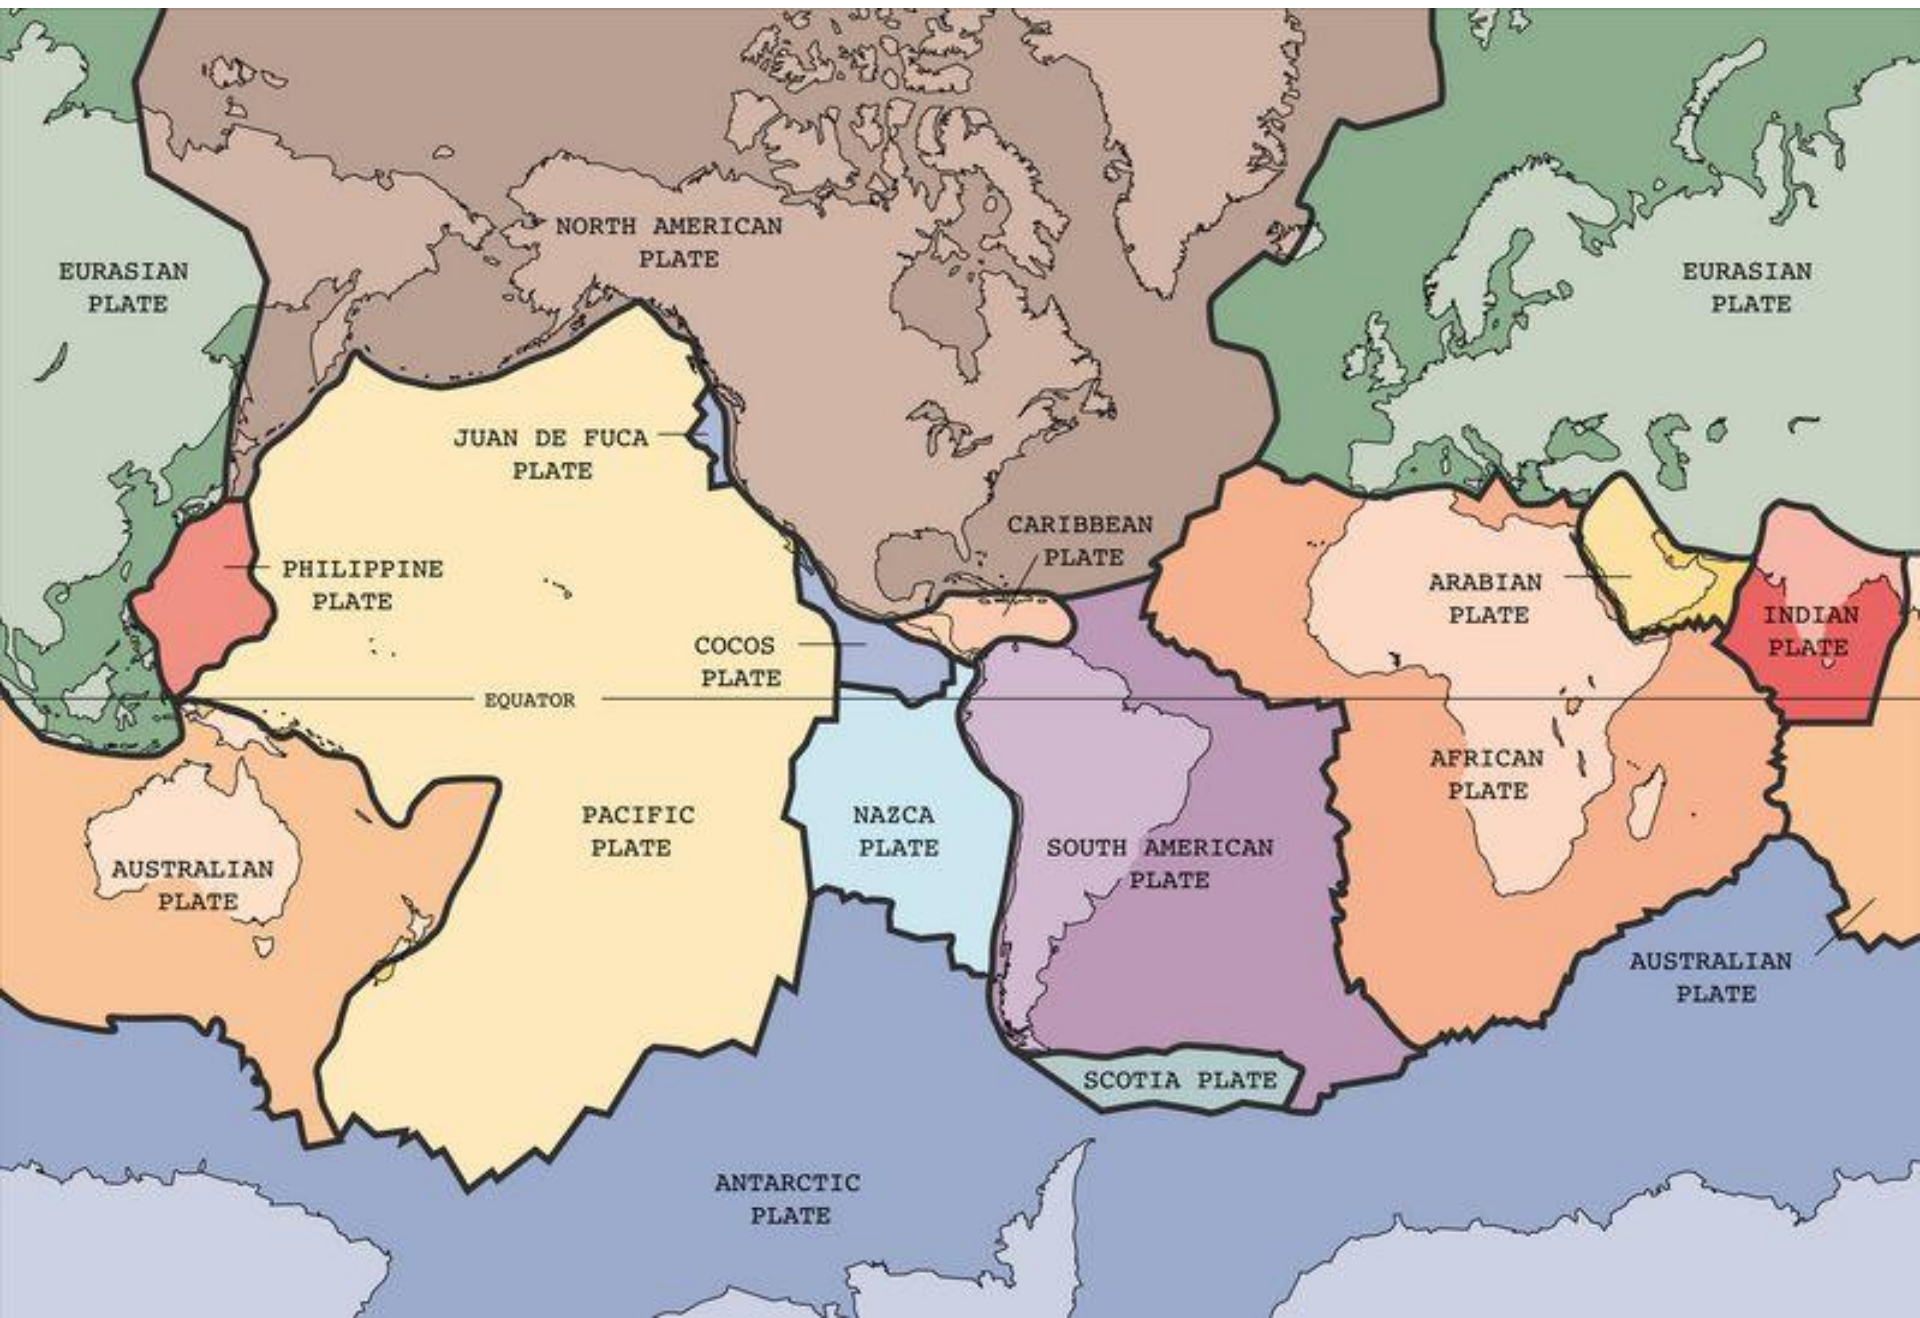 NORTH AMERICAN
PLATE
EURASIAN
PLATE
EURASIAN
PLATE
JUAN DE FUCA
PLATE
CARIBBEAN
PLATE
PHILIPPINE
PLATE
ARABIAN
PLATE
INDIAN
PLATE
COCOS
PLATE
EQUATOR
AFRICAN
PLATE
PACIFIC
PLATE
NAZCA
PLATE
SOUTH AMERICAN
PLATE
AUSTRALIAN
PLATE
AUSTRALIAN
PLATE
SCOTIA PLATE
ANTARCTIC
PLATE